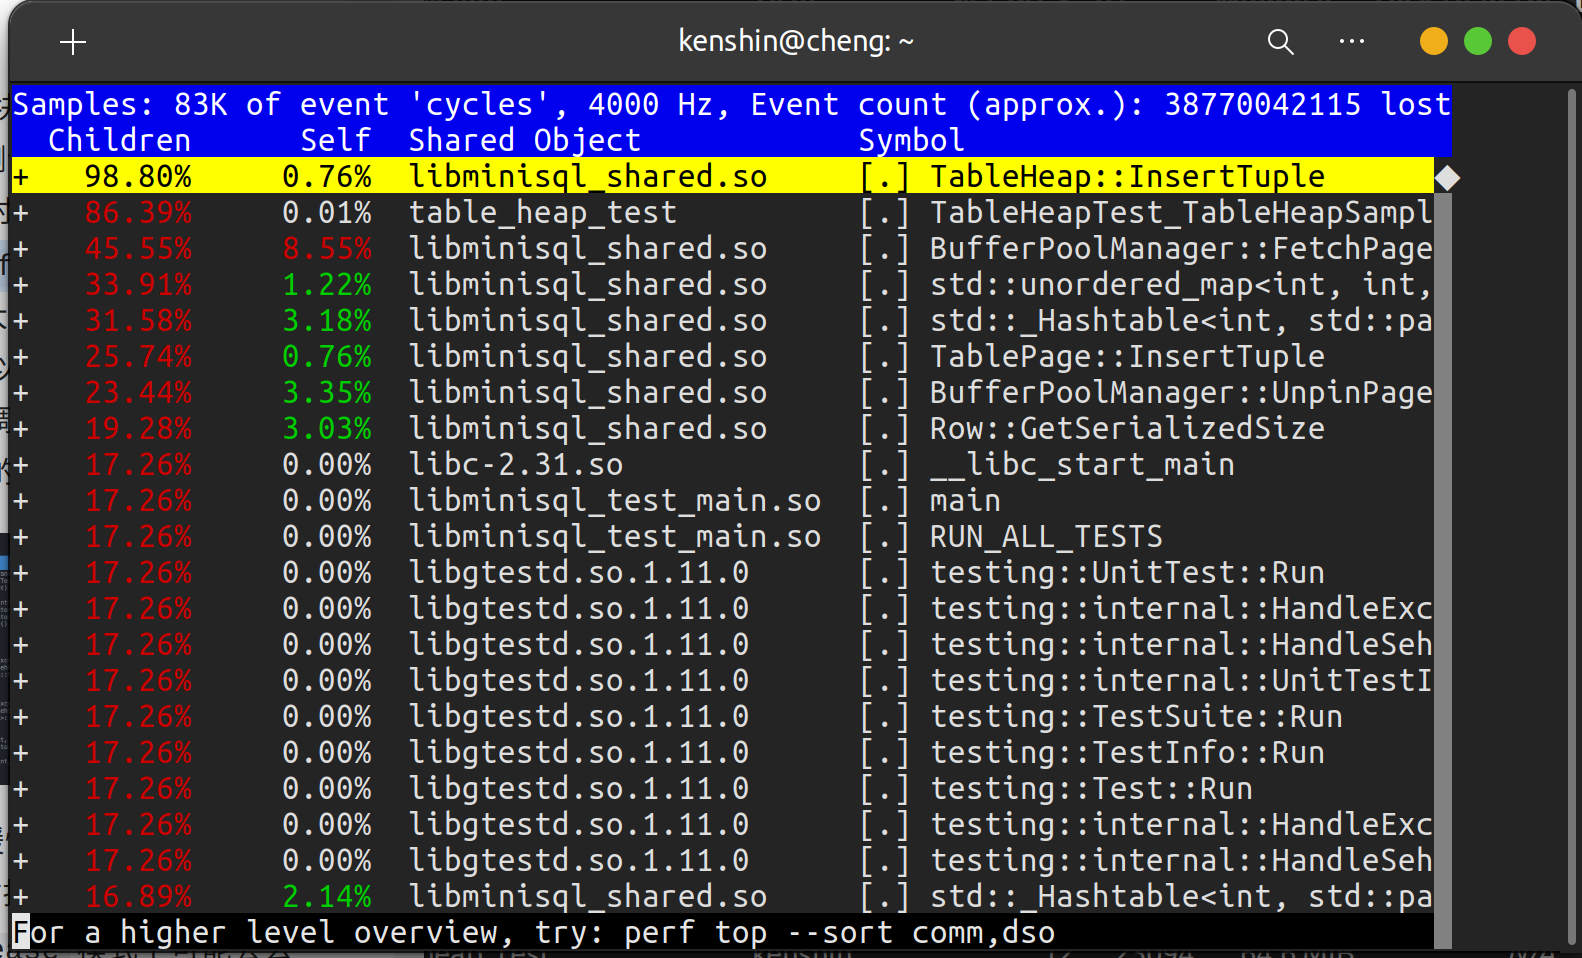 kenshin@cheng: ~
Samples: 83K of event 'cycles', 4000 Hz, Event count (approx.): 38770042115 lost
Children Self Shared Object Symbol
+ 98.80% 0.76% libminisql_shared.so [.] TableHeap::InsertTuple
+ 86.39% 0.01% table_heap_test [.] TableHeapTest_TableHeapSampl
+ 45.55% 8.55% libminisql_shared.so [.] BufferPoolManager::FetchPage
+ 33.91% 1.22% libminisql_shared.so [.] std::unordered_map<int, int,
+ 31.58% 3.18% libminisql_shared.so [.] std::_Hashtable<int, std::pa
+ 25.74% 0.76% libminisql_shared.so [.] TablePage::InsertTuple
+ 23.44% 3.35% libminisql_shared.so [.] BufferPoolManager::UnpinPage
+ 19.28% 3.03% libminisql_shared.so [.] Row::GetSerializedSize
+ 17.26% 0.00% libc-2.31.so [.] __libc_start_main
+ 17.26% 0.00% libminisql_test_main.so [.] main
+ 17.26% 0.00% libminisql_test_main.so [.] RUN_ALL_TESTS
+ 17.26% 0.00% libgtestd.so.1.11.0 [.] testing::UnitTest::Run
+ 17.26% 0.00% libgtestd.so.1.11.0 [.] testing::internal::HandleExc
+ 17.26% 0.00% libgtestd.so.1.11.0 [.] testing::internal::HandleSeh
+ 17.26% 0.00% libgtestd.so.1.11.0 [.] testing::internal::UnitTestI
+ 17.26% 0.00% libgtestd.so.1.11.0 [.] testing::TestSuite::Run
+ 17.26% 0.00% libgtestd.so.1.11.0 [.] testing::TestInfo::Run
+ 17.26% 0.00% libgtestd.so.1.11.0 [.] testing::Test::Run
+ 17.26% 0.00% libgtestd.so.1.11.0 [.] testing::internal::HandleExc
+ 17.26% 0.00% libgtestd.so.1.11.0 [.] testing::internal::HandleSeh
+ 16.89% 2.14% libminisql_shared.so [.] std::_Hashtable<int, std::pa
For a higher level overview, try: perf top --sort comm,dso